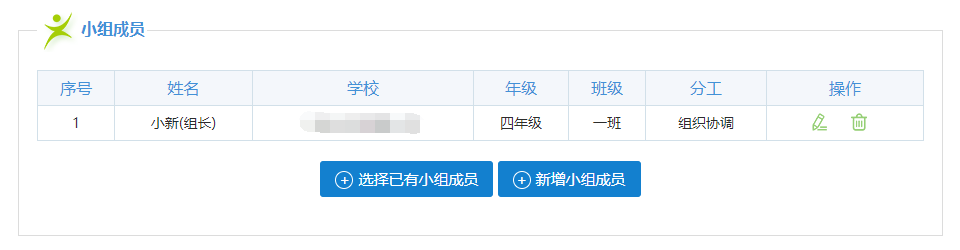 小组成员
序号 姓名 学校 年级 班级 分工 操作
1 小新(组长) 四年级 一班 组织协调
选择已有小组成员 新增小组成员